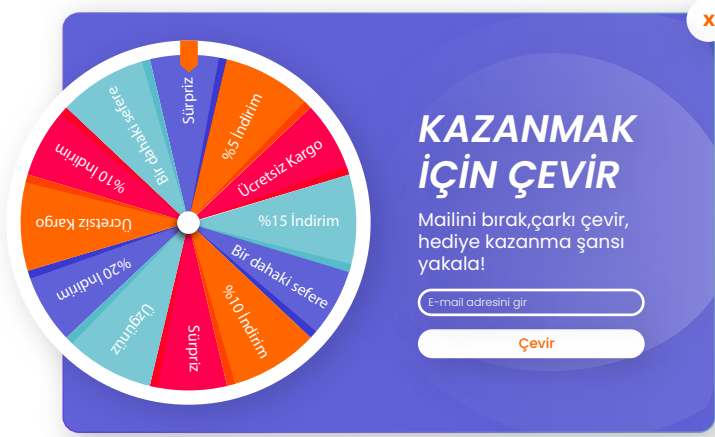 x
Sürpriz
%5 İndirim
Ücretsiz Kargo
%15 İndirim
Bir dahaki sefere
%10 İndirim
Sürpriz
Üzgünüz
%20 İndirim
Ücretsiz Kargo
%10 İndirim
Bir dahaki sefere
KAZANMAK
İÇİN ÇEVİR
Mailini bırak,çarkı çevir,
hediye kazanma şansı
yakala!
E-mail adresini gir
Çevir